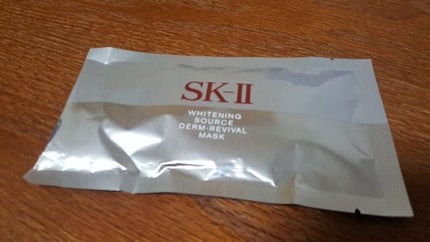 SK-II
WHITENING
SOURCE
DERM-REVIVAL
MASK